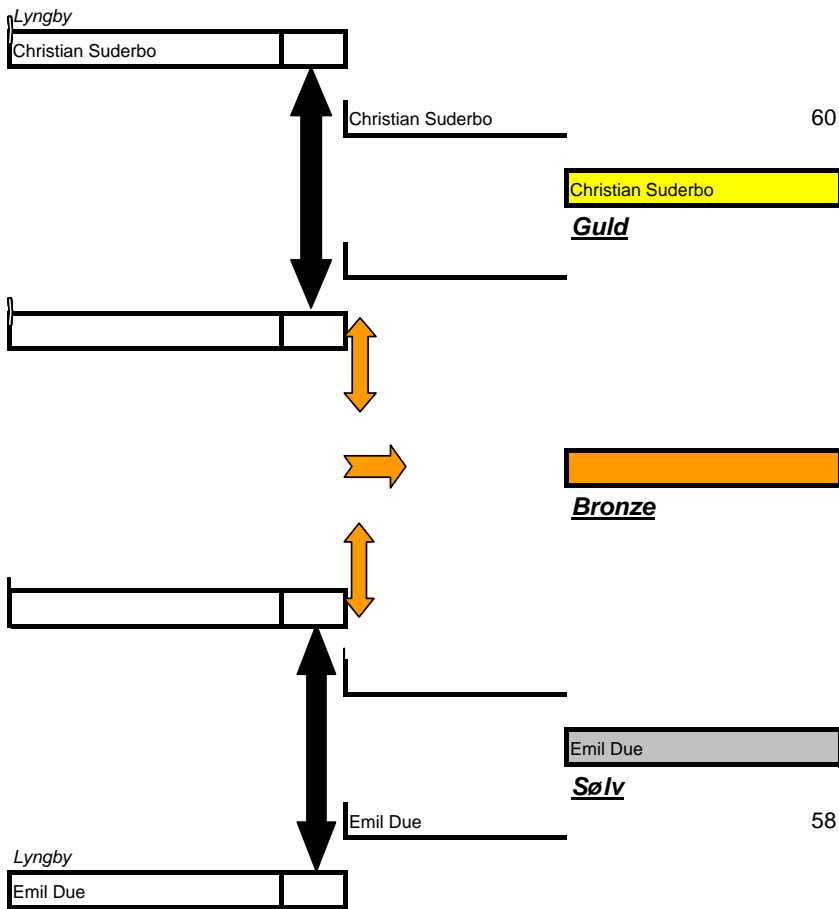 Lyngby
Christian Suderbo
Christian Suderbo 60
Christian Suderbo
Guld
Bronze
Emil Due
Sølv
Emil Due 58
Lyngby
Emil Due